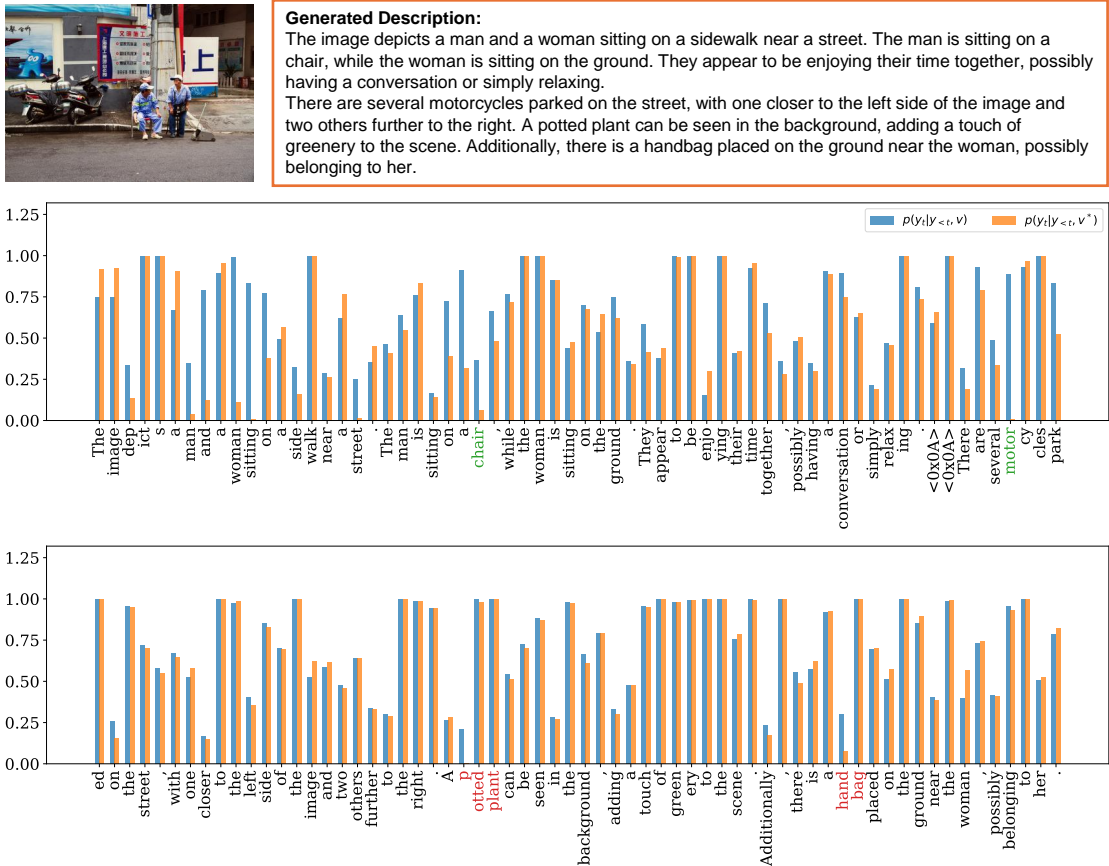 上
Generated Description:
The image depicts a man and a woman sitting on a sidewalk near a street. The man is sitting on a
chair, while the woman is sitting on the ground. They appear to be enjoying their time together, possibly
having a conversation or simply relaxing.
There are several motorcycles parked on the street, with one closer to the left side of the image and
two others further to the right. A potted plant can be seen in the background, adding a touch of
greenery to the scene. Additionally, there is a handbag placed on the ground near the woman, possibly
belonging to her.
p(y_t|y_{<t}, v) p(y_t|y_{<t}, v*)
1.25
1.00
0.75
0.50
0.25
0.00
The image dep ict s a man and a woman sitting on a side walk near a street . The man is sitting on a chair , while the woman is sitting on the ground . They appear to be enjo ying their time together , possibly having a conversation or simply relax ing . <0x0A> <0x0A> There are several motor cy cles park
1.25
1.00
0.75
0.50
0.25
0.00
ed on the street , with one closer to the left side of the image and two others further to the right . A p otted plant can be seen in the background , adding a touch of green ery to the scene . Additionally , there is a hand bag placed on the ground near the woman , possibly belonging to her .